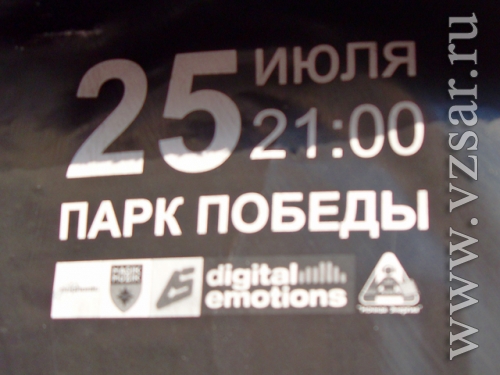 25 ИЮЛЯ
21:00
ПАРК ПОБЕДЫ
digital
emotions
www.vzsar.ru